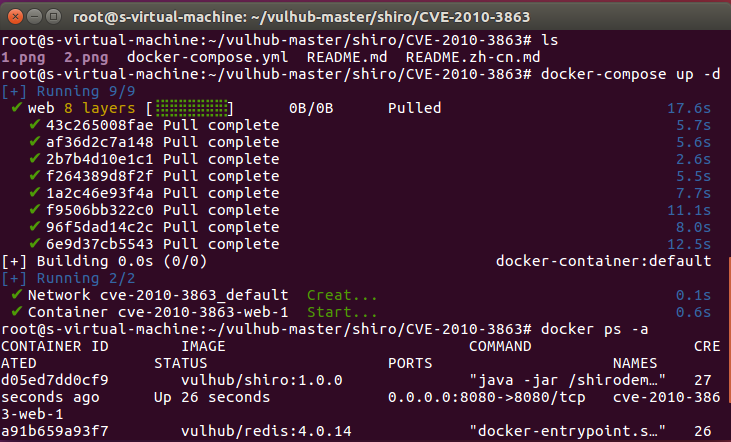 root@s-virtual-machine: ~/vulhub-master/shiro/CVE-2010-3863
root@s-virtual-machine:~/vulhub-master/shiro/CVE-2010-3863# ls
1.png  2.png  docker-compose.yml  README.md  README.zh-cn.md
root@s-virtual-machine:~/vulhub-master/shiro/CVE-2010-3863# docker-compose up -d
[+] Running 9/9
✔ web 8 layers [⣿⣿⣿⣿⣿⣿⣿⣿]      0B/0B      Pulled      17.6s
✔ 43c265008fae Pull complete      5.7s
✔ af36d2c7a148 Pull complete      5.6s
✔ 2b7b4d10e1c1 Pull complete      2.6s
✔ f264389d8f2f Pull complete      5.5s
✔ 1a2c46e93f4a Pull complete      7.7s
✔ f9506bb322c0 Pull complete      11.1s
✔ 96f5dad14c2c Pull complete      8.0s
✔ 6e9d37cb5543 Pull complete      12.5s
[+] Building 0.0s (0/0)      docker-container:default
[+] Running 2/2
✔ Network cve-2010-3863_default  Creat...      0.1s
✔ Container cve-2010-3863-web-1  Start...      0.6s
root@s-virtual-machine:~/vulhub-master/shiro/CVE-2010-3863# docker ps -a
CONTAINER ID      IMAGE      COMMAND      CRE
ATED      STATUS      PORTS      NAMES
d05ed7dd0cf9      vulhub/shiro:1.0.0      "java -jar /shirodem…"      27
seconds ago      Up 26 seconds      0.0.0.0:8080->8080/tcp      cve-2010-386
3-web-1
a91b659a93f7      vulhub/redis:4.0.14      "docker-entrypoint.s…"      26